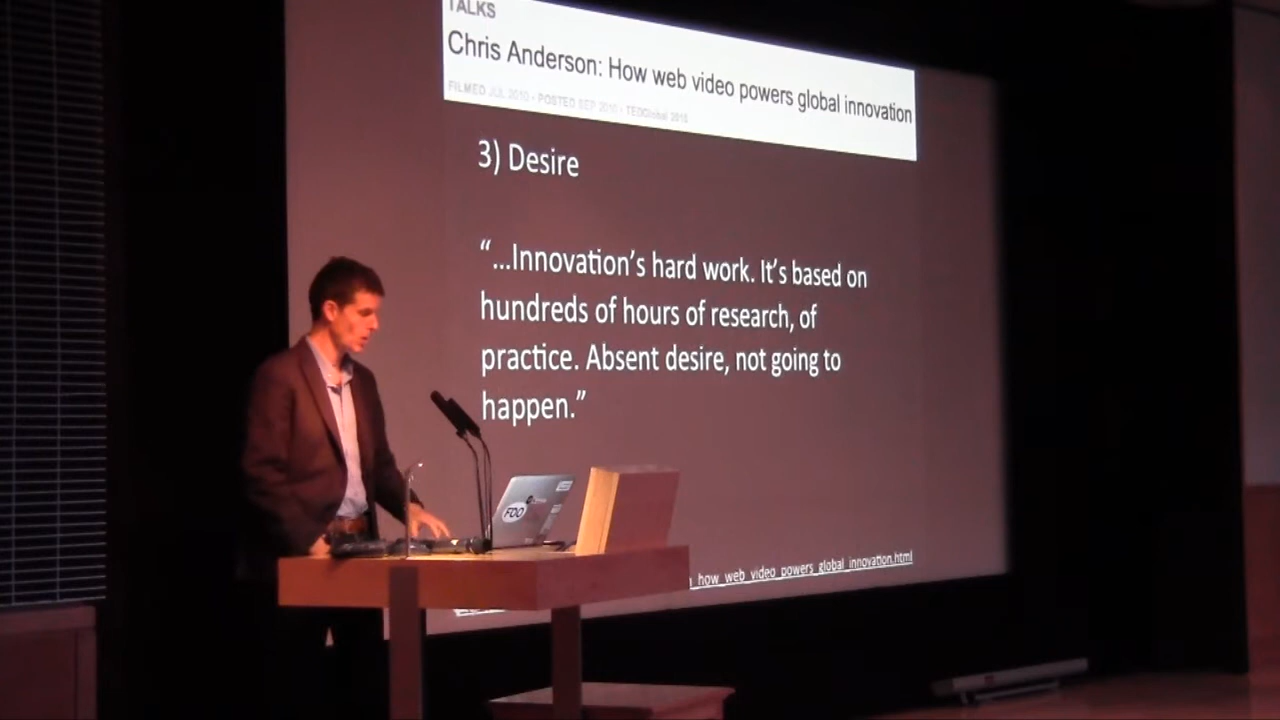 TALKS
Chris Anderson: How web video powers global innovation
FILMED JUL 2010 • POSTED SEP 2010 • TEDGlobal 2010
3) Desire
“...Innovation’s hard work. It’s based on
hundreds of hours of research, of
practice. Absent desire, not going to
happen.”
FOO
how_web_video_powers_global_innovation.html